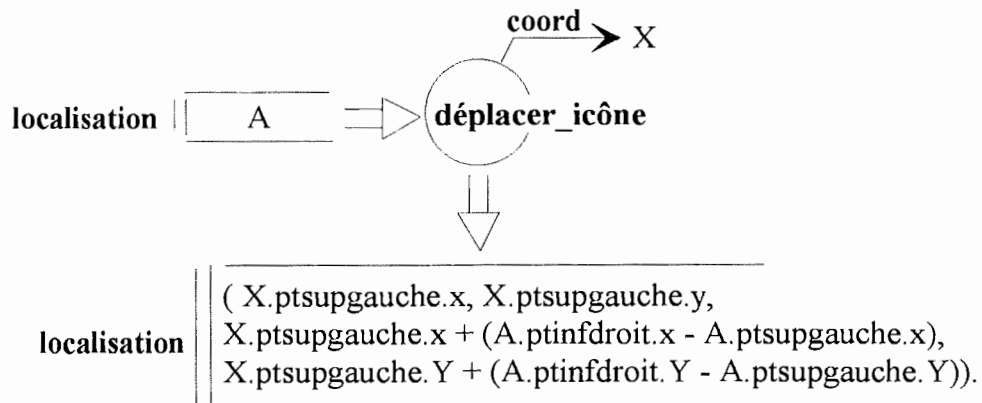 coord
X
localisation
A
déplacer_icône
( X.ptsupgauche.x, X.ptsupgauche.y,
localisation
X.ptsupgauche.x + (A.ptinfdroit.x - A.ptsupgauche.x),
X.ptsupgauche.Y + (A.ptinfdroit.Y - A.ptsupgauche.Y)).